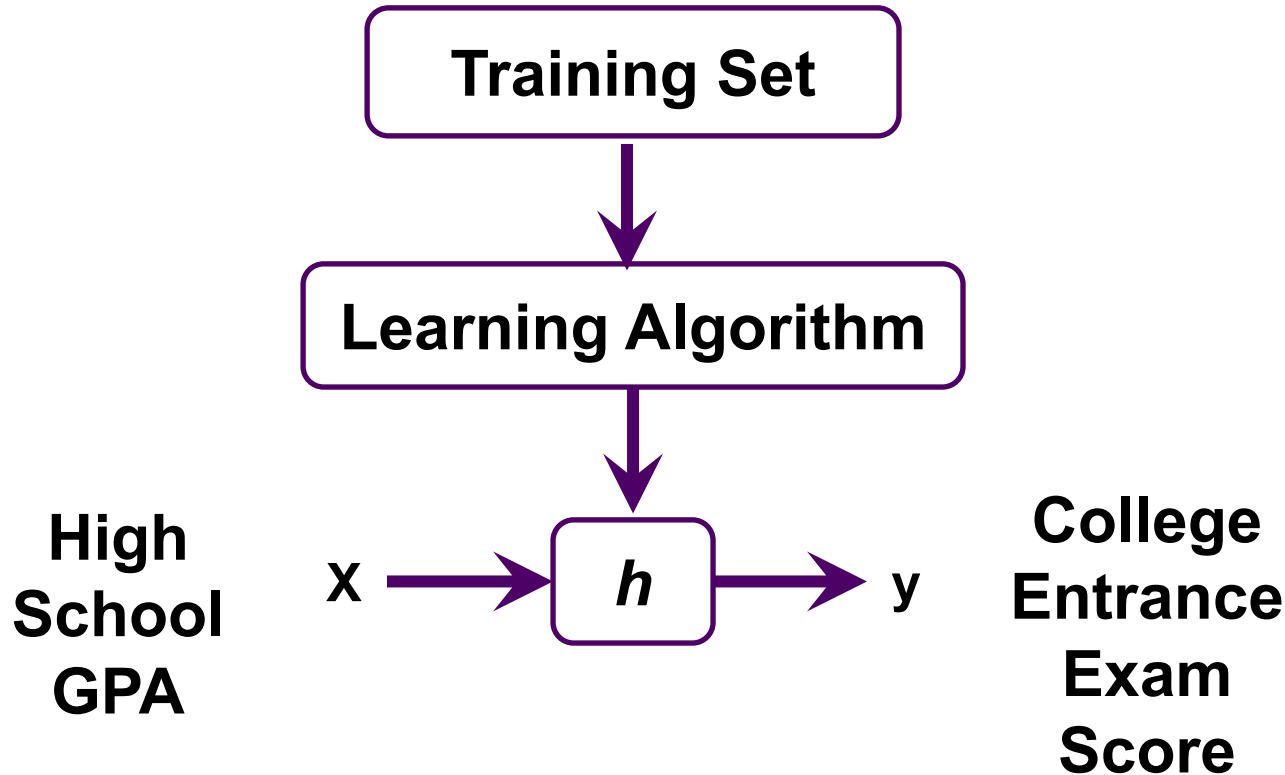 Training Set
Learning Algorithm
High
School
GPA
X
h
y
College
Entrance
Exam
Score